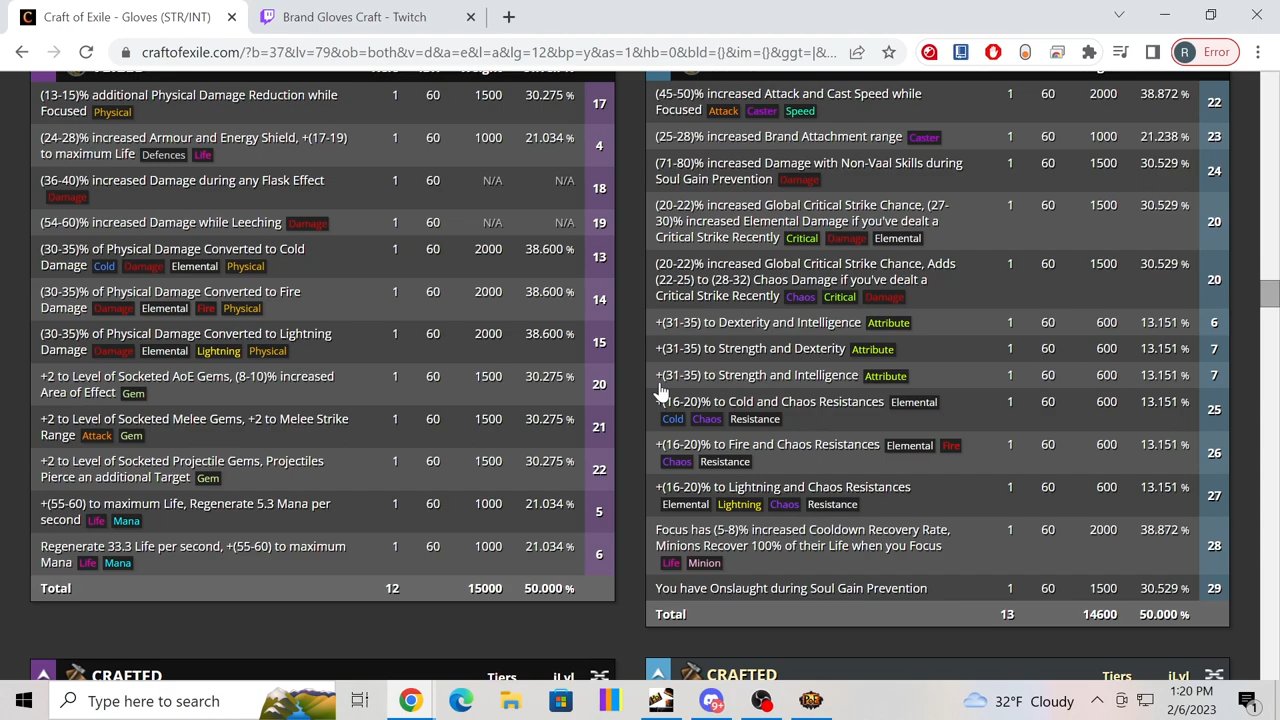 Craft of Exile - Gloves (STR/INT)
Brand Gloves Craft - Twitch
craftofexile.com/?b=37&lv=79&ob=both&v=d&a=e&l=a&lg=12&bp=y&as=1&hb=0&bld={}&im={}&ggt=|&...
R Error
(13-15)% additional Physical Damage Reduction while 1 60 1500 30.275 % 17
Focused Physical
(24-28)% increased Armour and Energy Shield, +(17-19) 1 60 1000 21.034 % 4
to maximum Life Defences Life
(36-40)% increased Damage during any Flask Effect 1 60 N/A N/A 18
Damage
(54-60)% increased Damage while Leeching Damage 1 60 N/A N/A 19
(30-35)% of Physical Damage Converted to Cold 1 60 2000 38.600 % 13
Damage Cold Damage Elemental Physical
(30-35)% of Physical Damage Converted to Fire 1 60 2000 38.600 % 14
Damage Damage Elemental Fire Physical
(30-35)% of Physical Damage Converted to Lightning 1 60 2000 38.600 % 15
Damage Damage Elemental Lightning Physical
+2 to Level of Socketed AoE Gems, (8-10)% increased 1 60 1500 30.275 % 20
Area of Effect Gem
+2 to Level of Socketed Melee Gems, +2 to Melee Strike 1 60 1500 30.275 % 21
Range Attack Gem
+2 to Level of Socketed Projectile Gems, Projectiles 1 60 1500 30.275 % 22
Pierce an additional Target Gem
+(55-60) to maximum Life, Regenerate 5.3 Mana per 1 60 1000 21.034 % 5
second Life Mana
Regenerate 33.3 Life per second, +(55-60) to maximum 1 60 1000 21.034 % 6
Mana Life Mana
Total 12 15000 50.000 %
CRAFTED Tiers iLvl
(45-50)% increased Attack and Cast Speed while 1 60 2000 38.872 % 22
Focused Attack Caster Speed
(25-28)% increased Brand Attachment range Caster 1 60 1000 21.238 % 23
(71-80)% increased Damage with Non-Vaal Skills during 1 60 1500 30.529 % 24
Soul Gain Prevention Damage
(20-22)% increased Global Critical Strike Chance, (27- 1 60 1500 30.529 % 20
30)% increased Elemental Damage if you've dealt a
Critical Strike Recently Critical Damage Elemental
(20-22)% increased Global Critical Strike Chance, Adds 1 60 1500 30.529 % 20
(22-25) to (28-32) Chaos Damage if you've dealt a
Critical Strike Recently Chaos Critical Damage
+(31-35) to Dexterity and Intelligence Attribute 1 60 600 13.151 % 6
+(31-35) to Strength and Dexterity Attribute 1 60 600 13.151 % 7
+(31-35) to Strength and Intelligence Attribute 1 60 600 13.151 % 7
+(16-20)% to Cold and Chaos Resistances Elemental 1 60 600 13.151 % 25
Cold Chaos Resistance
+(16-20)% to Fire and Chaos Resistances Elemental Fire 1 60 600 13.151 % 26
Chaos Resistance
+(16-20)% to Lightning and Chaos Resistances 1 60 600 13.151 % 27
Elemental Lightning Chaos Resistance
Focus has (5-8)% increased Cooldown Recovery Rate, 1 60 2000 38.872 % 28
Minions Recover 100% of their Life when you Focus
Life Minion
You have Onslaught during Soul Gain Prevention 1 60 1500 30.529 % 29
Total 13 14600 50.000 %
CRAFTED Tiers iLvl
Type here to search
9+
32°F Cloudy
1:20 PM
2/6/2023
1